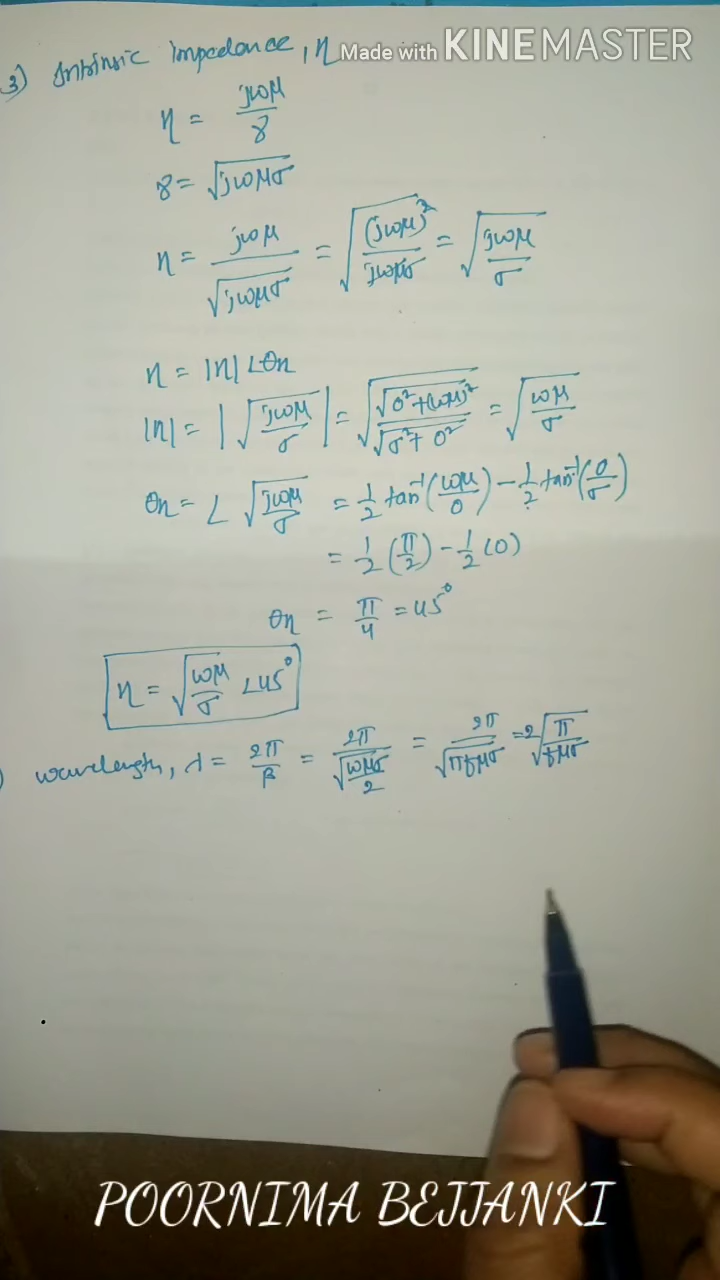 3) Intrinsic impedance, η
Made with KINEMASTER
η = jωμ/γ
γ = √(jωμσ)
η = jωμ/√(jωμσ) = √((jωμ)²/jωμσ) = √(jωμ/σ)
η = |η| ∠θη
|η| = |√(jωμ/σ)| = √(√(0²+(ωμ)²)/√(σ²+0²)) = √(ωμ/σ)
θη = ∠√(jωμ/σ) = 1/2 tan⁻¹(ωμ/0) - 1/2 tan⁻¹(0/σ)
= 1/2 (π/2) - 1/2 (0)
θη = π/4 = 45°
η = √(ωμ/σ) ∠45°
) wavelength, λ = 2π/β = 2π/√(ωμσ/2) = 2π/√(πfμσ) = 2√(π/fμσ)
POORNIMA BEJJANKI